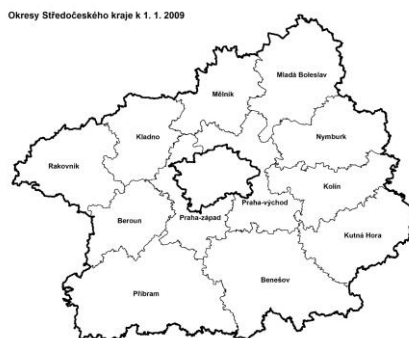 Okresy Středočeského kraje k 1. 1. 2009
Mladá Boleslav
Mělník
Kladno
Nymburk
Rakovník
Kolín
Praha-východ
Beroun
Praha-západ
Kutná Hora
Benešov
Příbram